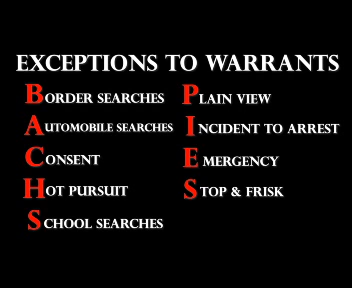 EXCEPTIONS TO WARRANTS
BORDER SEARCHES
AUTOMOBILE SEARCHES
CONSENT
HOT PURSUIT
SCHOOL SEARCHES
PLAIN VIEW
INCIDENT TO ARREST
EMERGENCY
STOP & FRISK